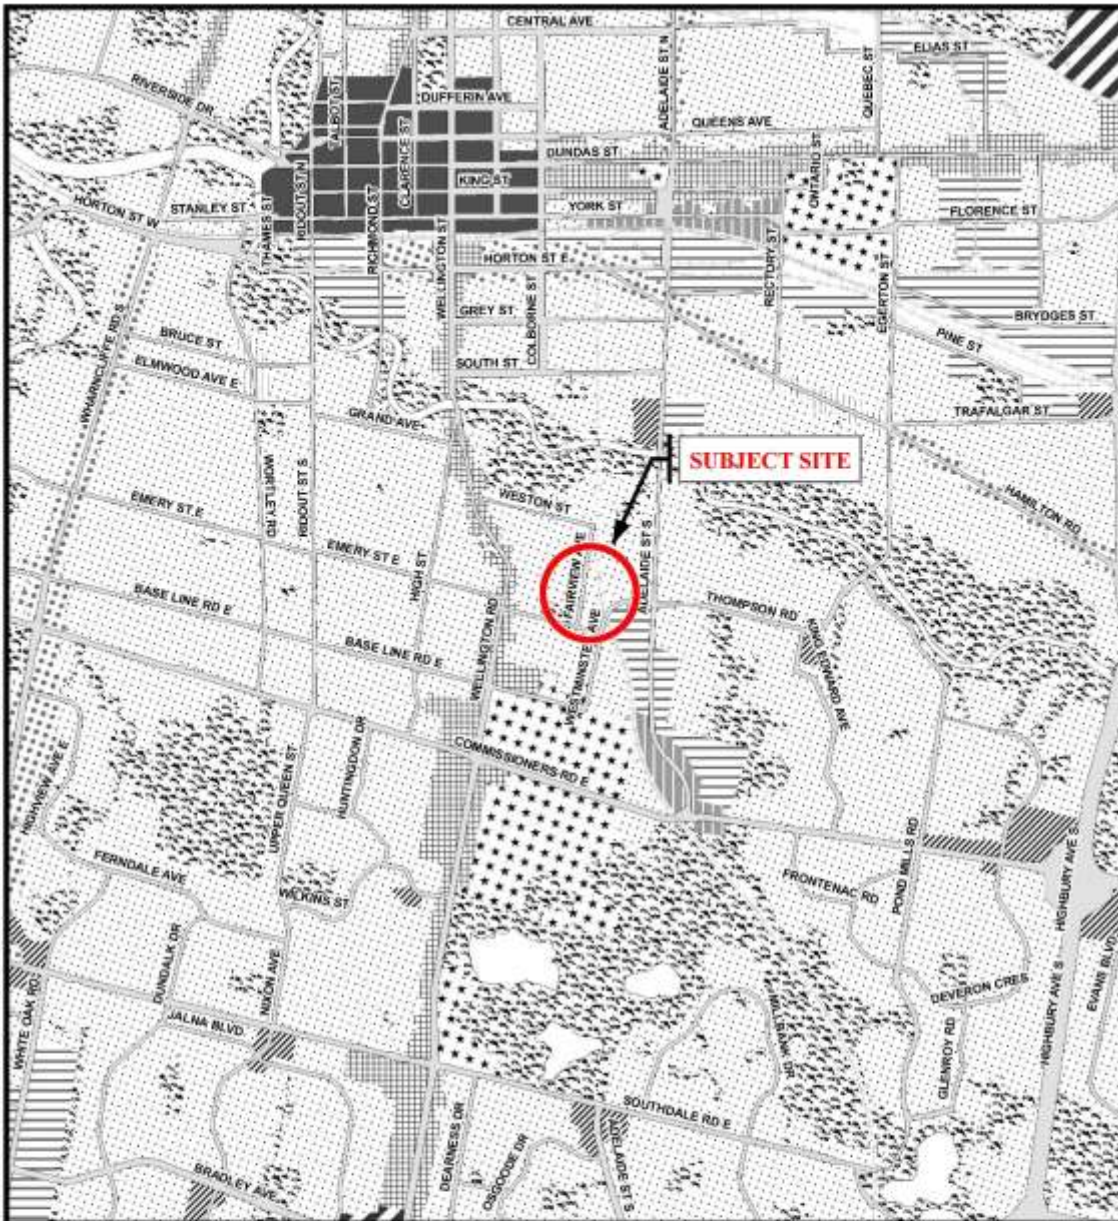 CENTRAL AVE
ELIAS ST
ADELAIDE ST N
QUEBEC ST
RIVERSIDE DR
TALBOT ST
DUFFERIN AVE
QUEENS AVE
CLARENCE ST
DUNDAS ST
ONTARIO ST
KING ST
HORTON ST W
STANLEY ST
THAMES ST
RIDOUT ST N
RICHMOND ST
YORK ST
FLORENCE ST
WELLINGTON ST
HORTON ST E
RECTORY ST
EGERTON ST
WHARNCLIFFE RD S
GREY ST
COLBORNE ST
BRYDGES ST
BRUCE ST
PINE ST
ELMWOOD AVE E
SOUTH ST
GRAND AVE
TRAFALGAR ST
SUBJECT SITE
WORTLEY RD
RIDOUT ST S
WESTON ST
HAMILTON RD
EMERY ST E
EMERY ST E
HIGH ST
FAIRVIEW AVE
ADELAIDE ST S
BASE LINE RD E
THOMPSON RD
KING EDWARD AVE
BASE LINE RD E
WELLINGTON RD
WESTMINSTER AVE
COMMISSIONERS RD E
HIGHVIEW AVE E
UPPER QUEEN ST
HUNTINGDON DR
FERNDALE AVE
WILKINS ST
FRONTENAC RD
POND MILLS RD
HIGHBURY AVE S
DUNDALK DR
NIXON AVE
WHITE OAK RD
JALNA BLVD
MILLBANK DR
DEVERON CRES
HIGHBURY AVE S
EVANS BLV
GLENROY RD
SOUTHDALE RD E
DEARNESS DR
OSGOODE DR
ADELAIDE ST S
BRADLEY AVE